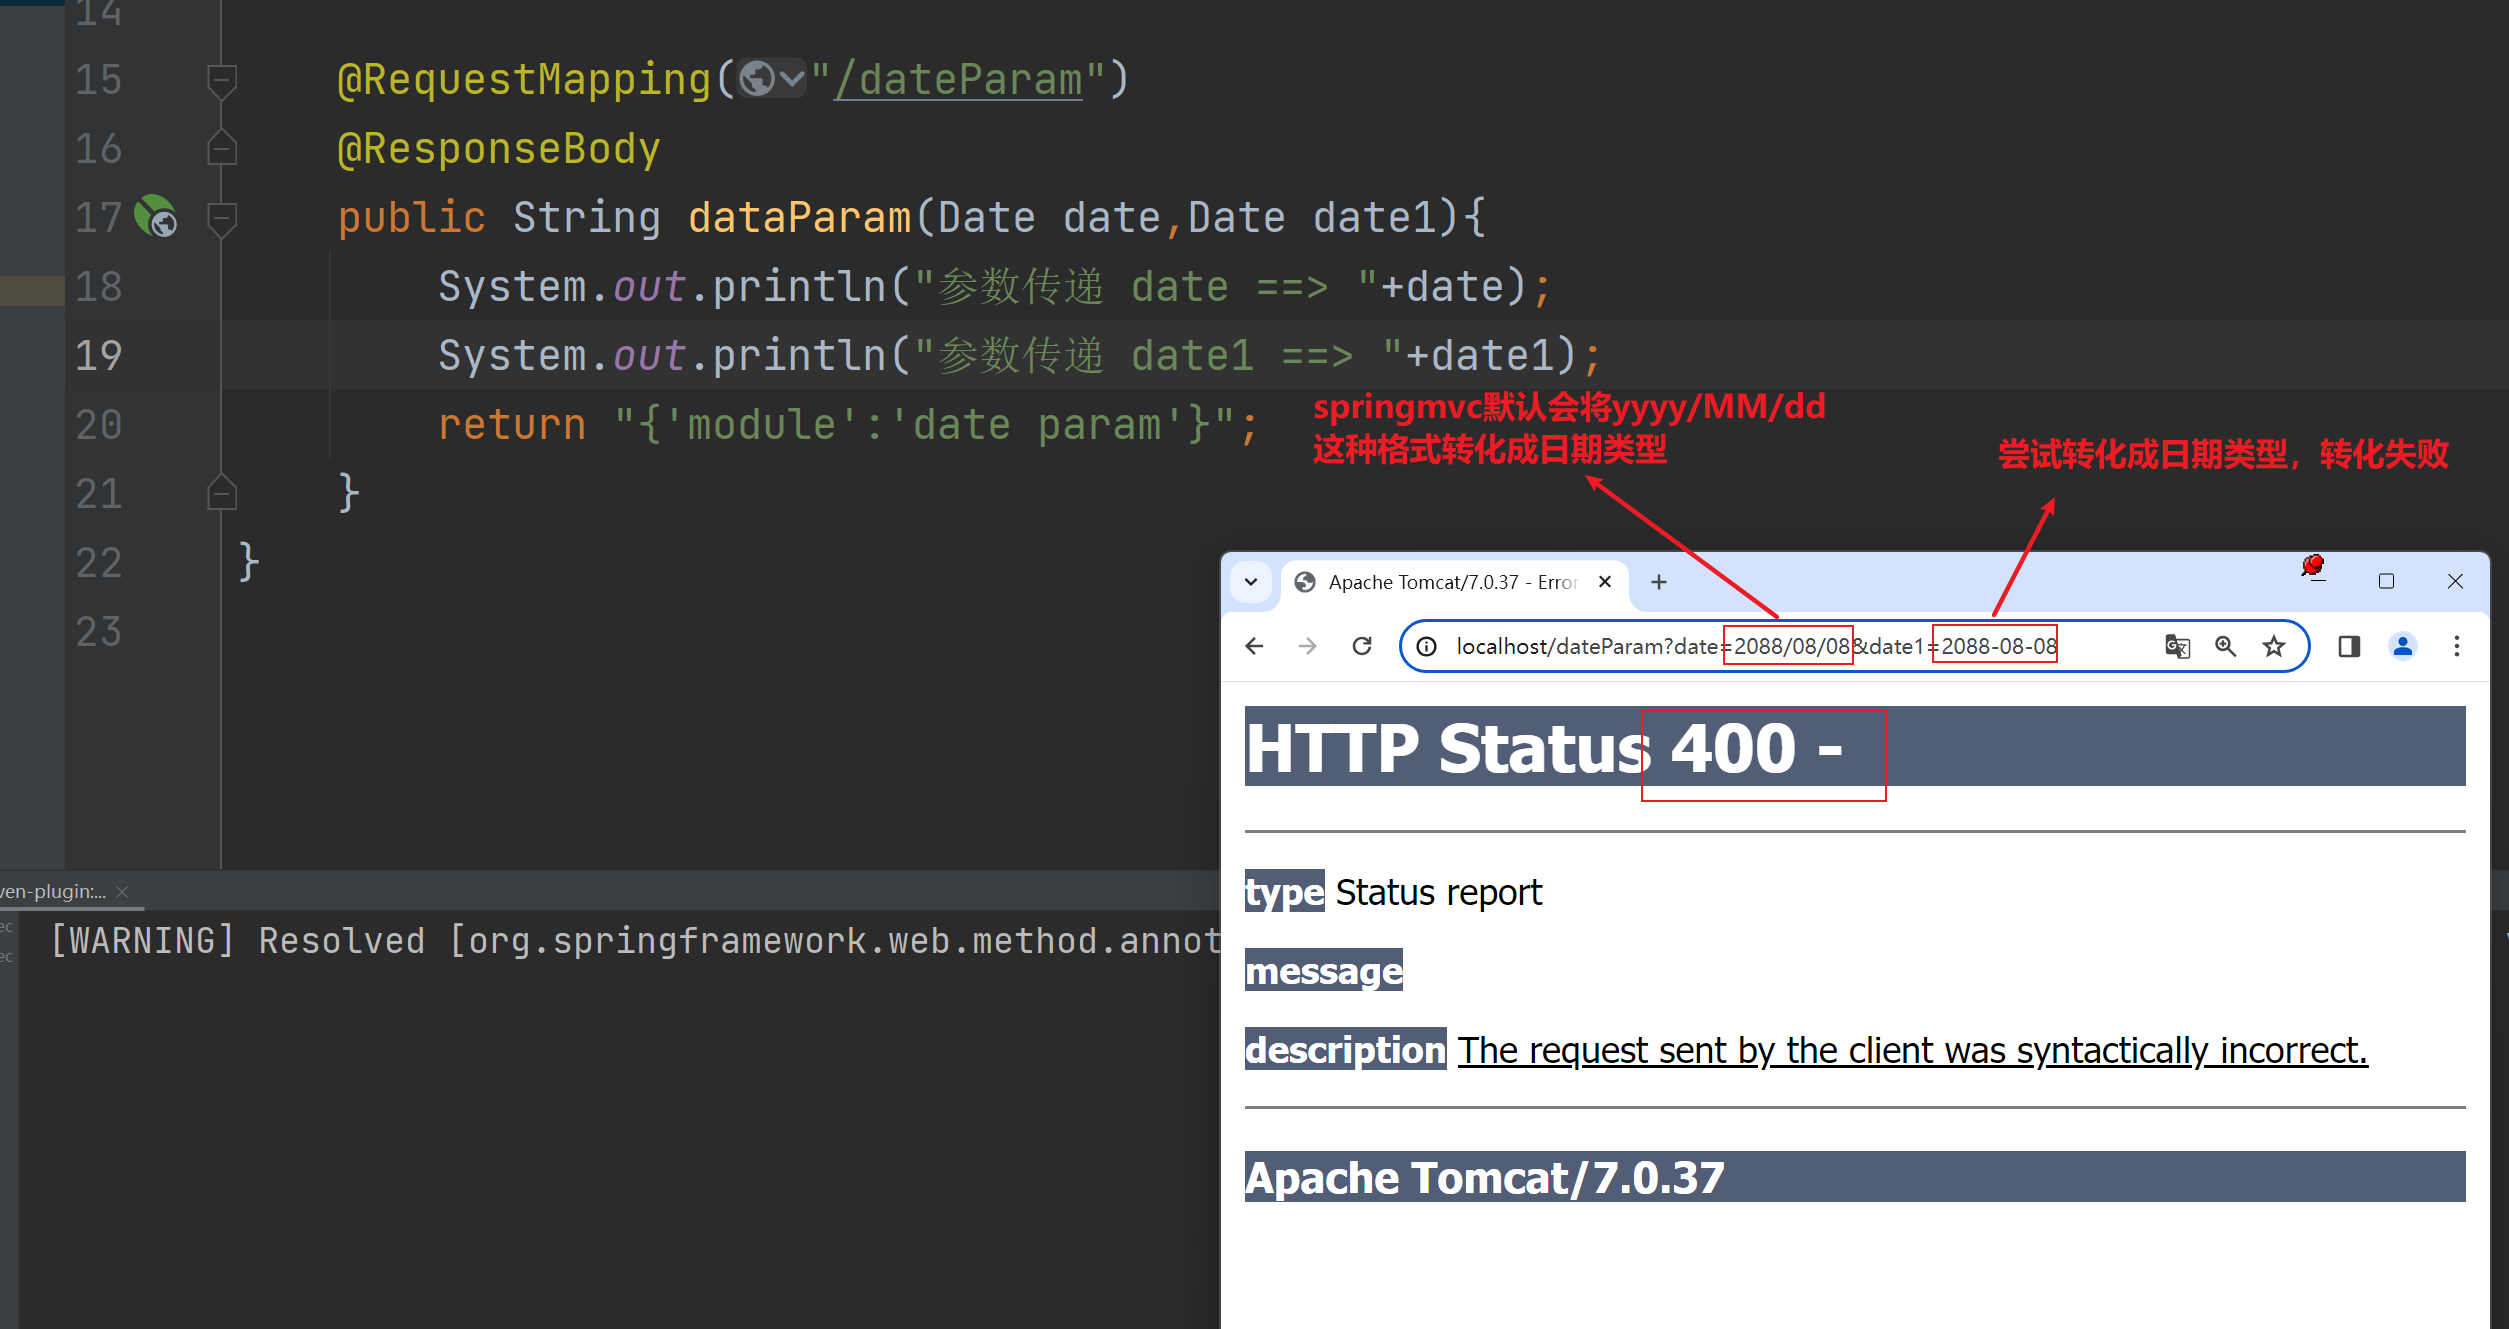 14
15 @RequestMapping("/dateParam")
16 @ResponseBody
17 public String dataParam(Date date,Date date1){
18 System.out.println("参数传递 date ==> "+date);
19 System.out.println("参数传递 date1 ==> "+date1);
20 return "{'module':'date param'}";
springmvc默认会将yyyy/MM/dd
这种格式转化成日期类型
尝试转化成日期类型，转化失败
21 }
22 }
23
Apache Tomcat/7.0.37 - Error
localhost/dateParam?date=2088/08/08&date1=2088-08-08
HTTP Status 400 -
type Status report
message
description The request sent by the client was syntactically incorrect.
Apache Tomcat/7.0.37
ven-plugin:...
ec
ec
[WARNING] Resolved [org.springframework.web.method.annot